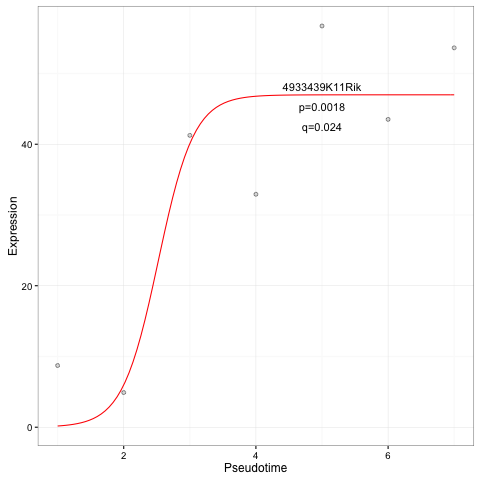 4933439K11Rik
p=0.0018
q=0.024
40
20
0
Expression
2
4
6
Pseudotime